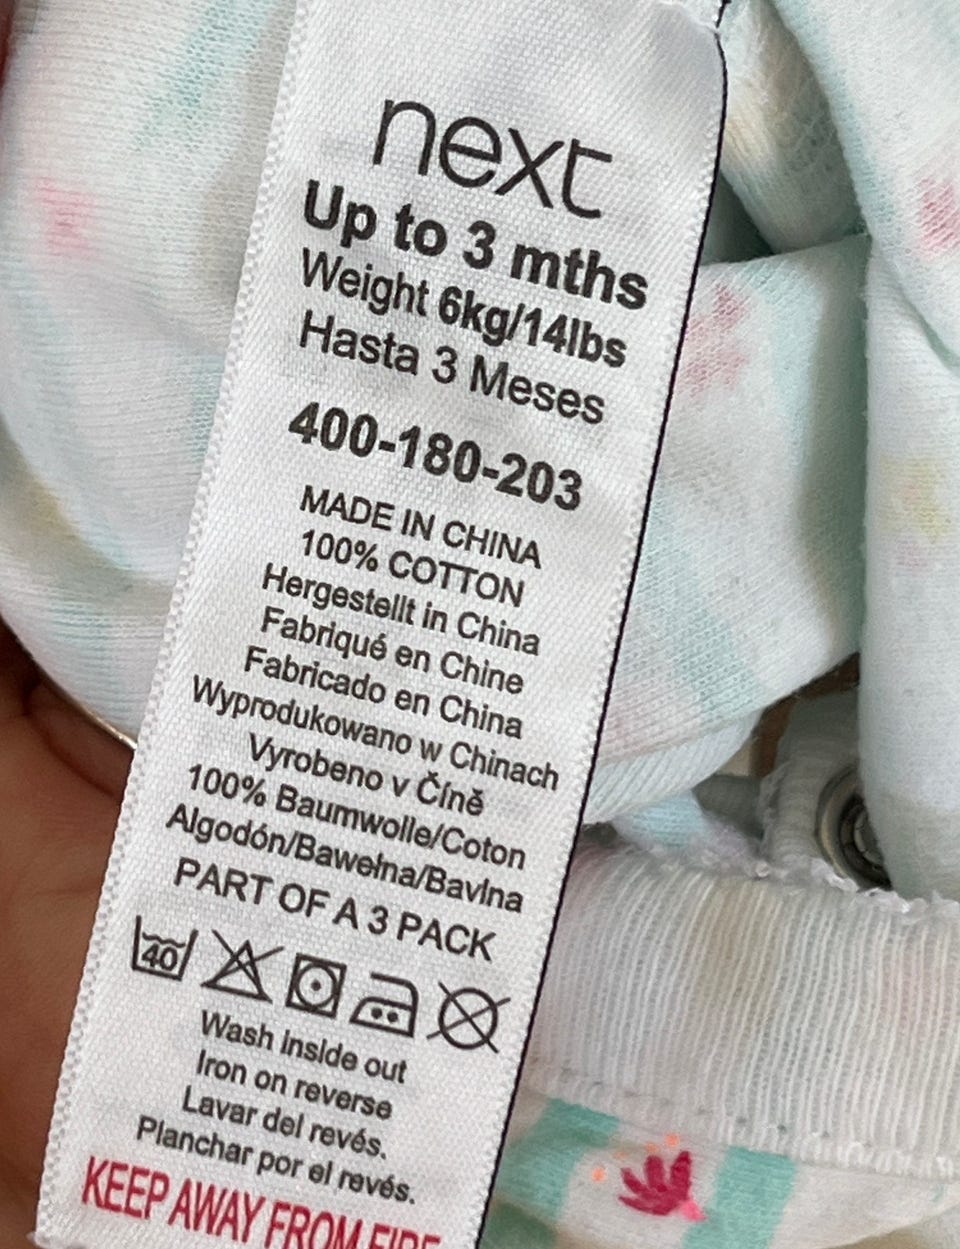 next
Up to 3 mths
Weight 6kg/14lbs
Hasta 3 Meses
400-180-203
MADE IN CHINA
100% COTTON
Hergestellt in China
Fabriqué en Chine
Fabricado en China
Wyprodukowano w Chinach
Vyrobeno v Číně
100% Baumwolle/Coton
Algodón/Bawełna/Bavlna
PART OF A 3 PACK
40
Wash inside out
Iron on reverse
Lavar del revés.
Planchar por el revés.
KEEP AWAY FROM FIRE